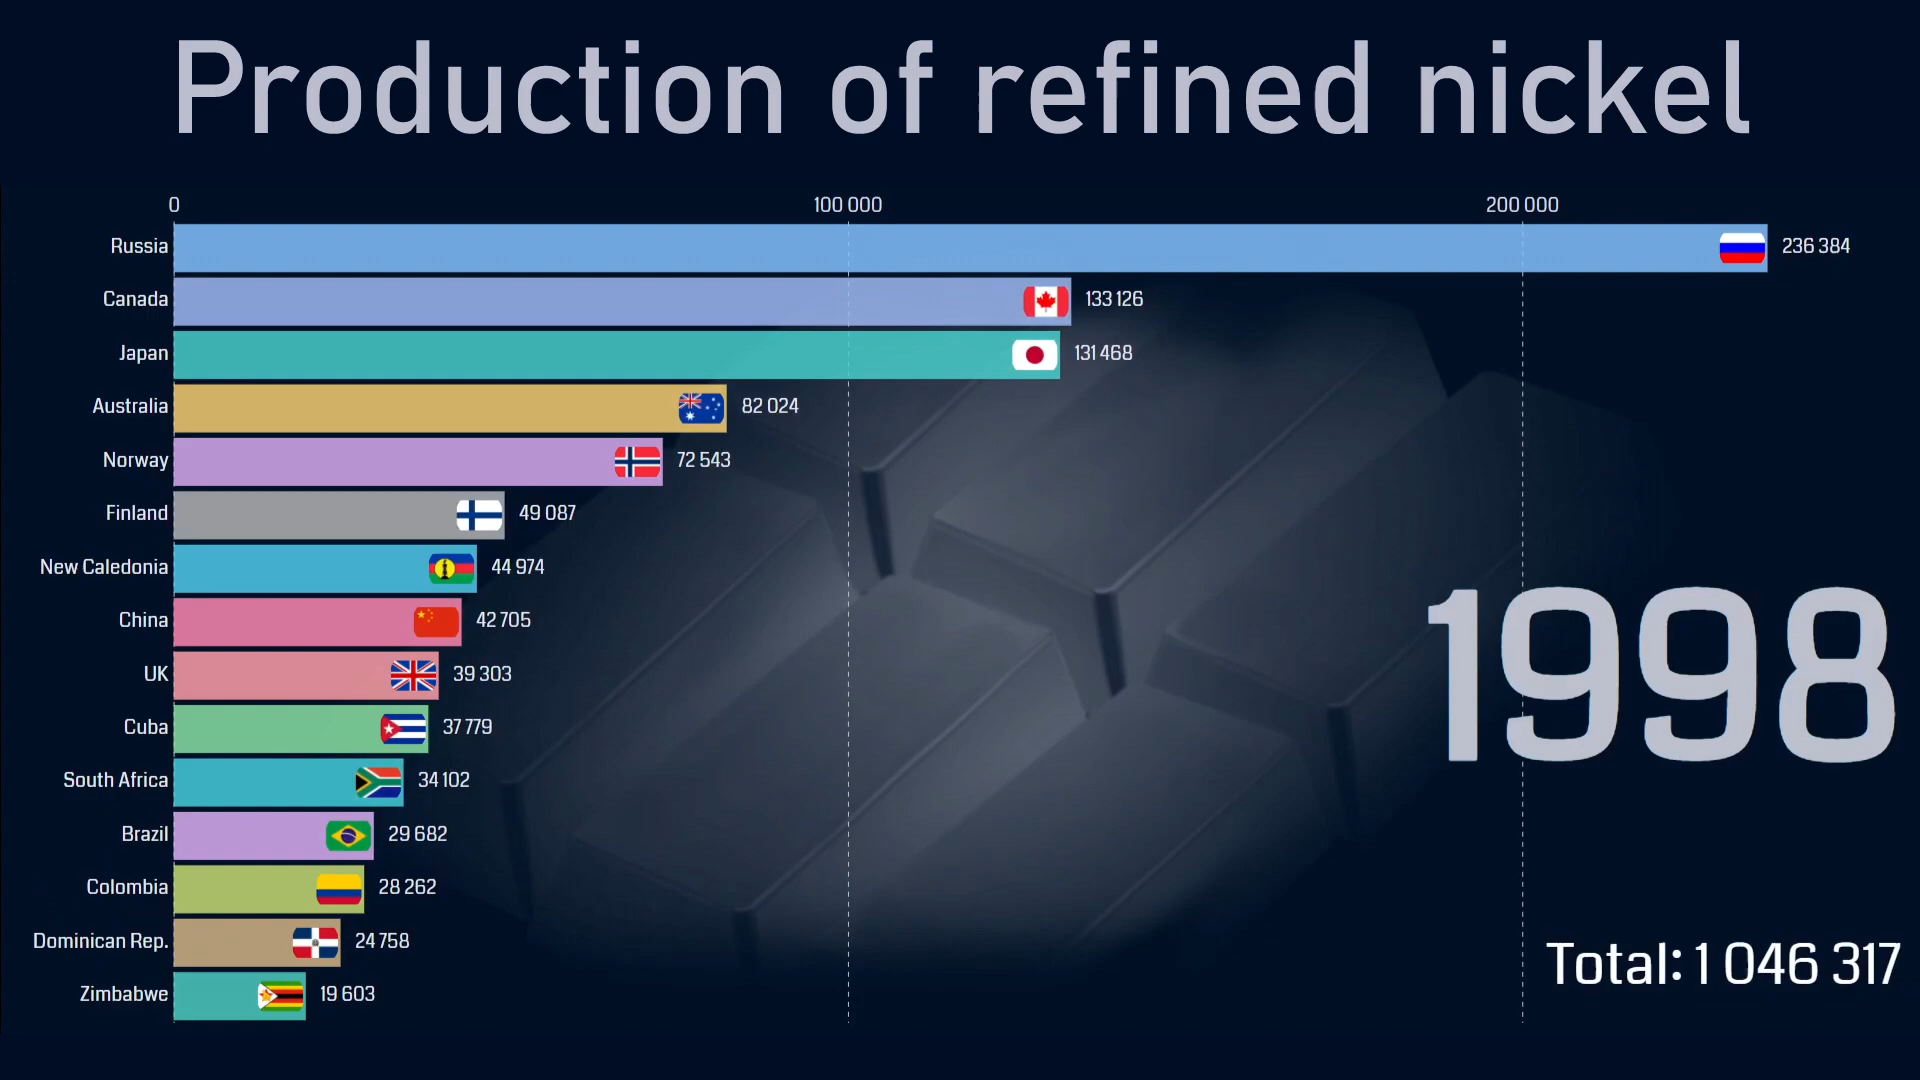 Production of refined nickel
0 100 000 200 000
Russia 236 384
Canada 133 126
Japan 131 468
Australia 82 024
Norway 72 543
Finland 49 087
New Caledonia 44 974
China 42 705
UK 39 303
Cuba 37 779
South Africa 34 102
Brazil 29 682
Colombia 28 262
Dominican Rep. 24 758
Zimbabwe 19 603
1998
Total: 1 046 317